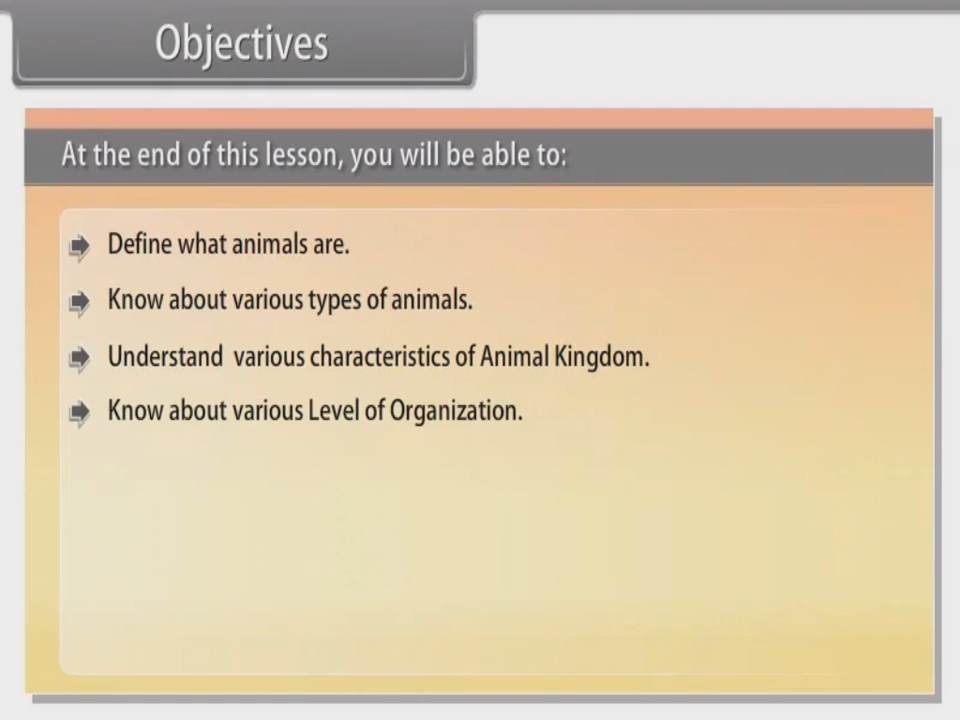 Objectives
At the end of this lesson, you will be able to:
Define what animals are.
Know about various types of animals.
Understand various characteristics of Animal Kingdom.
Know about various Level of Organization.